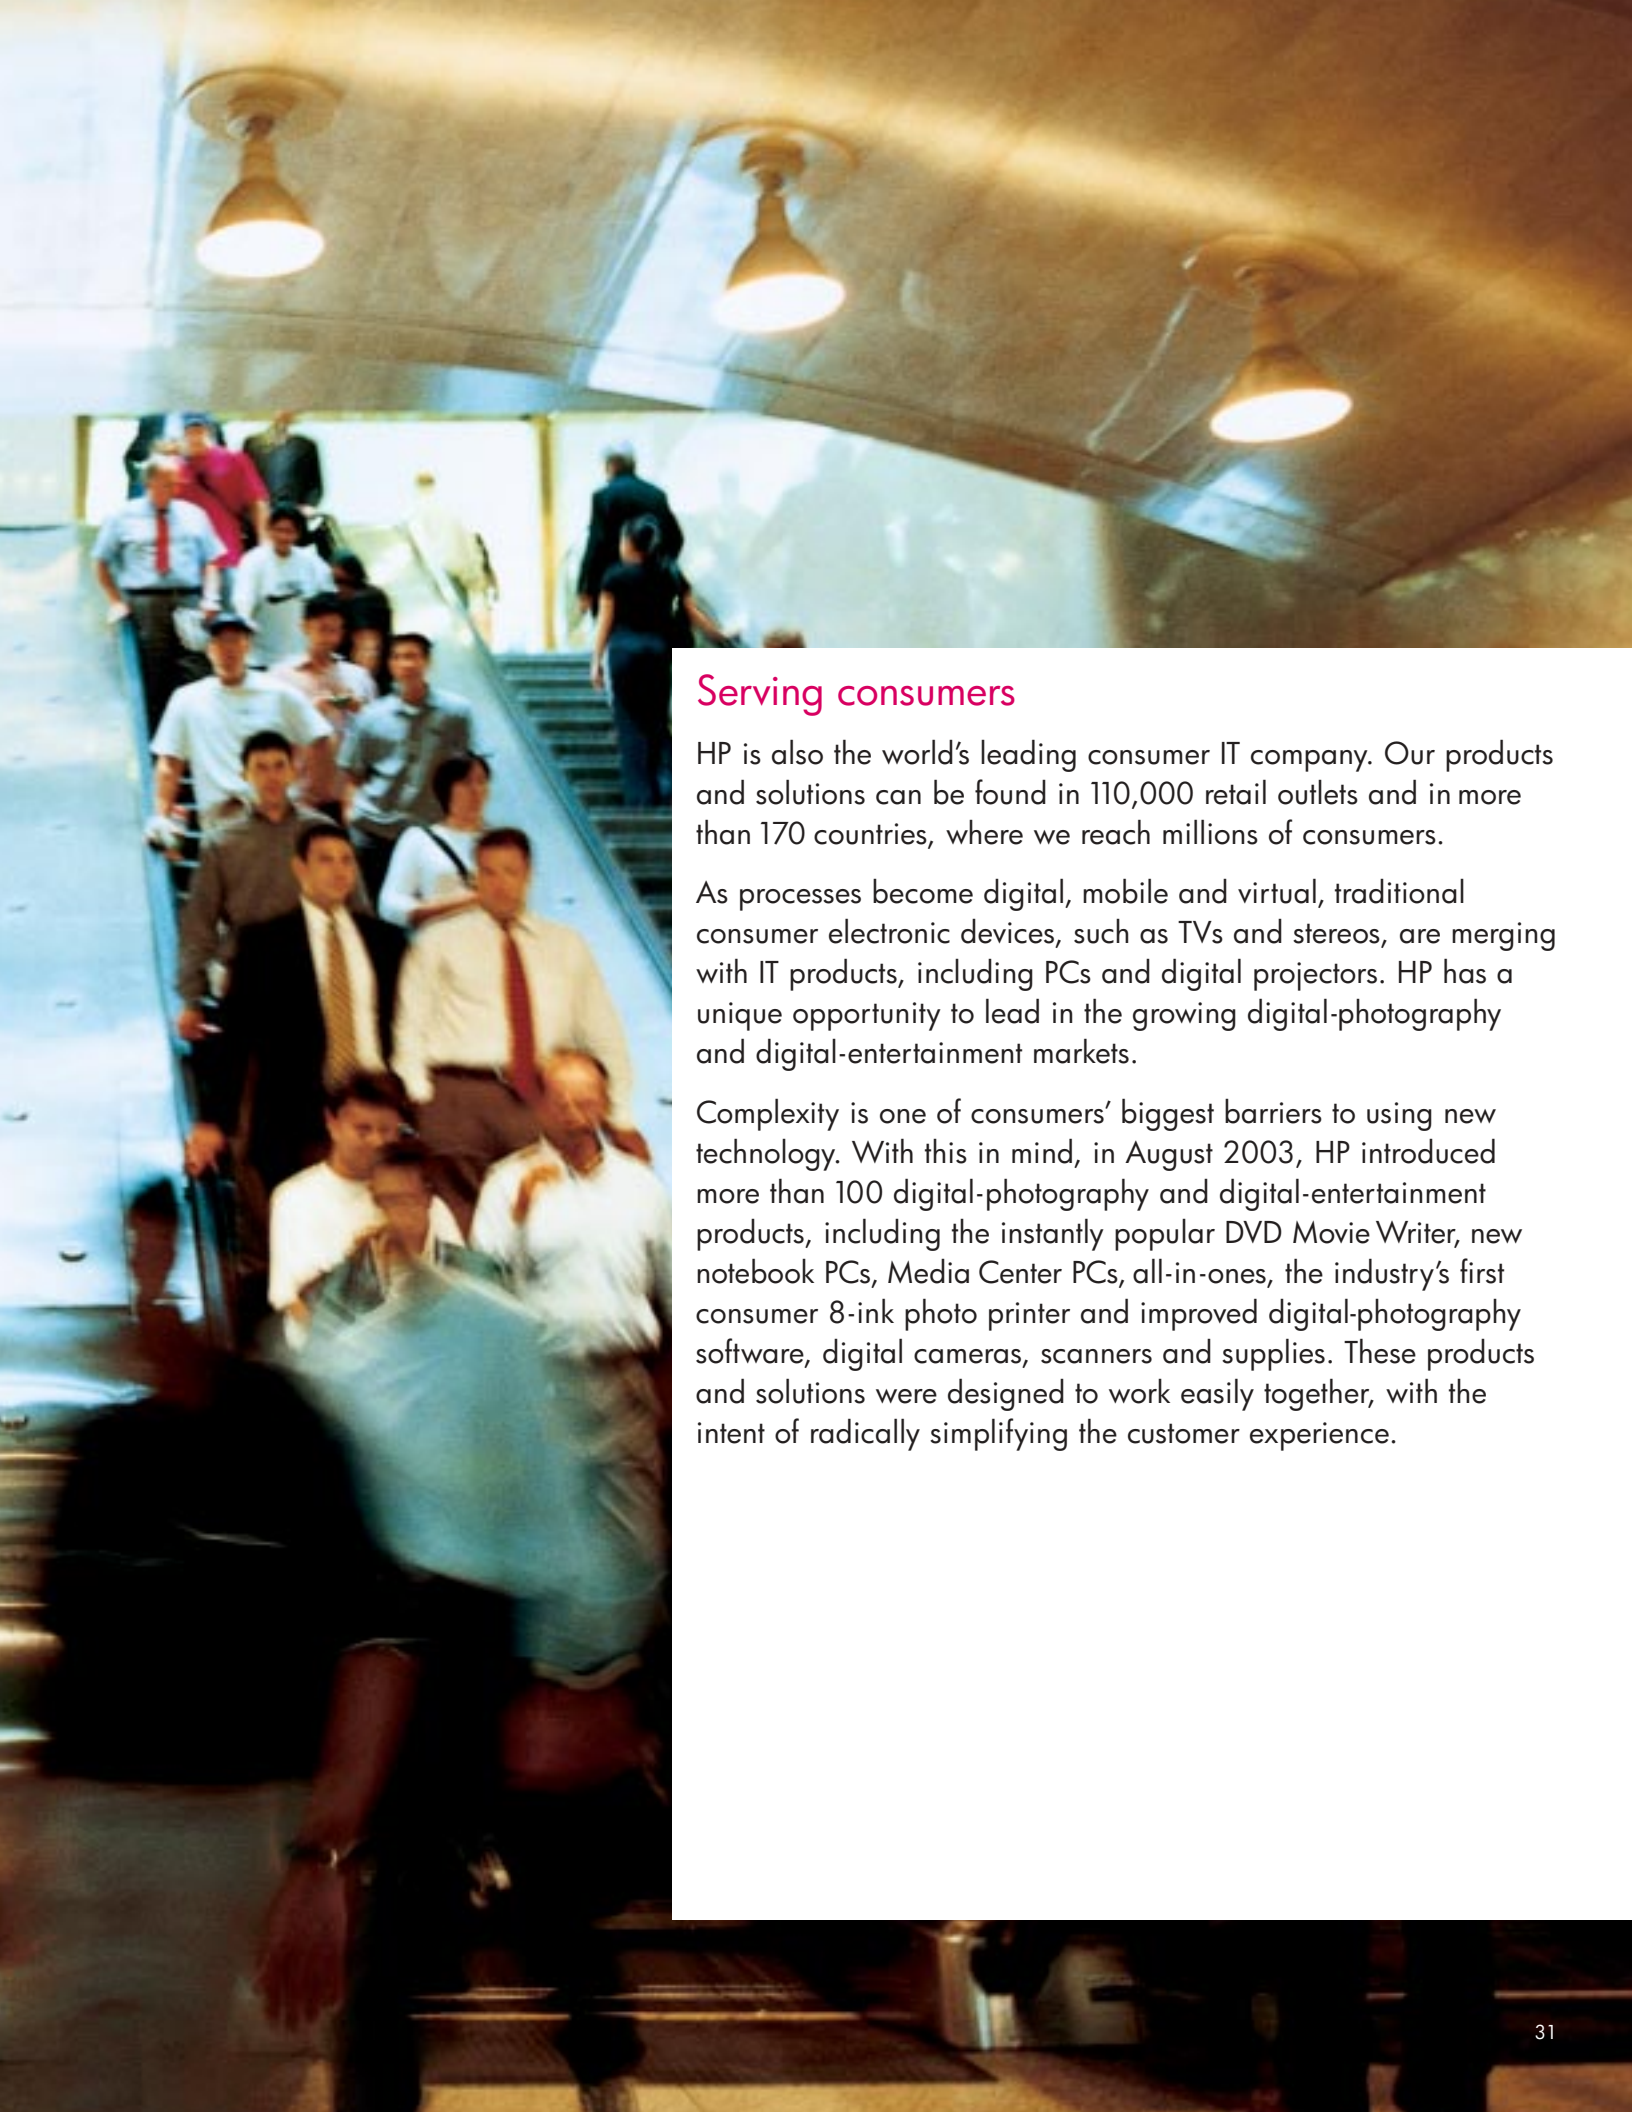 Serving consumers
HP is also the world's leading consumer IT company. Our products
and solutions can be found in 110,000 retail outlets and in more
than 170 countries, where we reach millions of consumers.
As processes become digital, mobile and virtual, traditional
consumer electronic devices, such as TVs and stereos, are merging
with IT products, including PCs and digital projectors. HP has a
unique opportunity to lead in the growing digital-photography
and digital-entertainment markets.
Complexity is one of consumers' biggest barriers to using new
technology. With this in mind, in August 2003, HP introduced
more than 100 digital-photography and digital-entertainment
products, including the instantly popular DVD Movie Writer, new
notebook PCs, Media Center PCs, all-in-ones, the industry's first
consumer 8-ink photo printer and improved digital-photography
software, digital cameras, scanners and supplies. These products
and solutions were designed to work easily together, with the
intent of radically simplifying the customer experience.
31